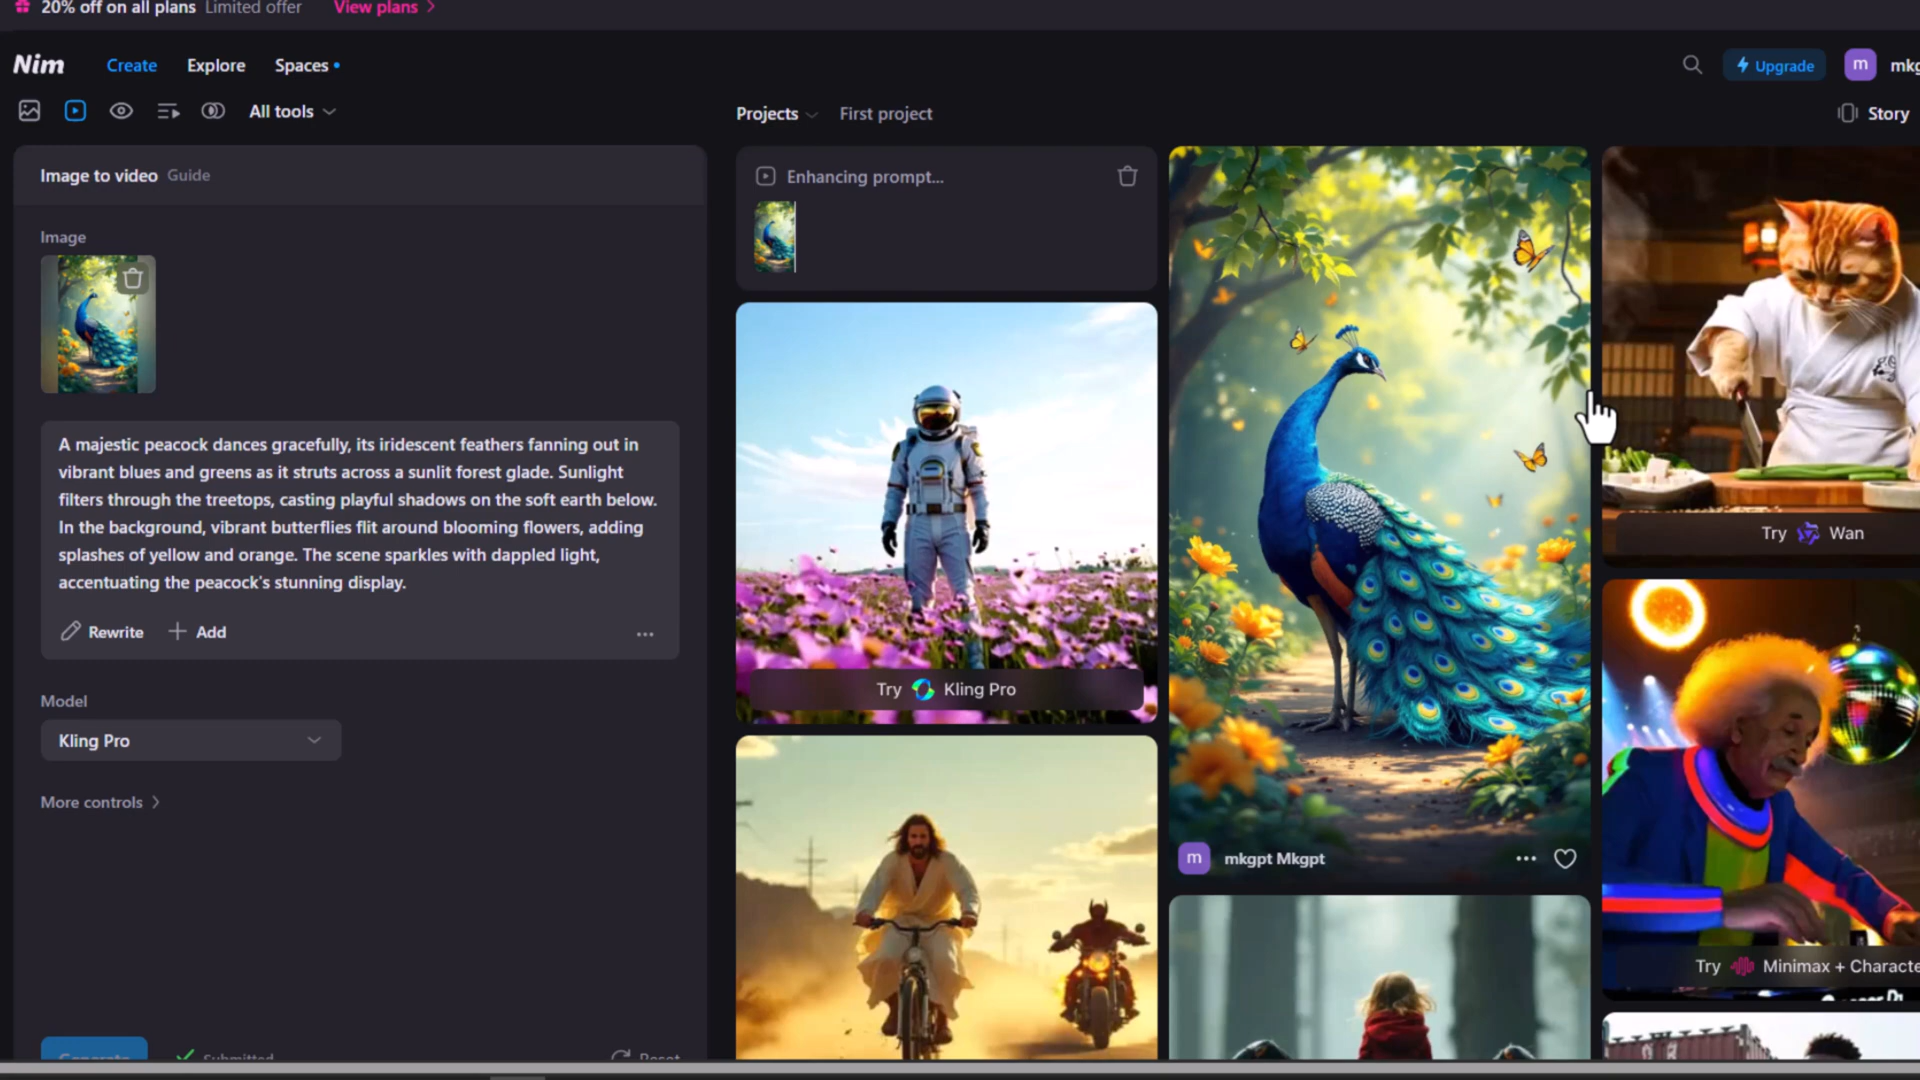 20% off on all plans Limited offer View plans
Nim Create Explore Spaces
Upgrade m
All tools
Projects First project
Story
Image to video Guide
Image
A majestic peacock dances gracefully, its iridescent feathers fanning out in
vibrant blues and greens as it struts across a sunlit forest glade. Sunlight
filters through the treetops, casting playful shadows on the soft earth below.
In the background, vibrant butterflies flit around blooming flowers, adding
splashes of yellow and orange. The scene sparkles with dappled light,
accentuating the peacock's stunning display.
Rewrite Add
Model
Kling Pro
More controls
Generate Submitted Reset
Enhancing prompt...
Try Kling Pro
m mkgpt Mkgpt
Try Wan
Try Minimax + Characte